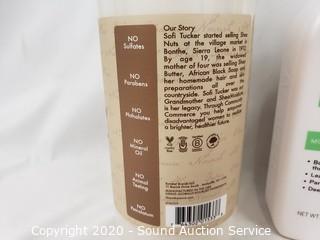 Our Story
Sofi Tucker started selling Shea
Nuts at the village market in
Bonthe, Sierra Leone in 1912.
By age 19, the widowed
mother of four was selling Shea
Butter, African Black Soap and
her homemade hair and skin
preparations all over the
countryside. Sofi Tucker was our
Grandmother and SheaMoisture
is her legacy. Through Community
Commerce you help empower
disadvantaged women to realize
a brighter, healthier future.
NO
Sulfates
NO
Parabens
NO
Phthalates
NO
Mineral
Oil
NO
Animal
Testing
NO
Petrolatum
NET W
Copyright 2020 - Sound Auction Service